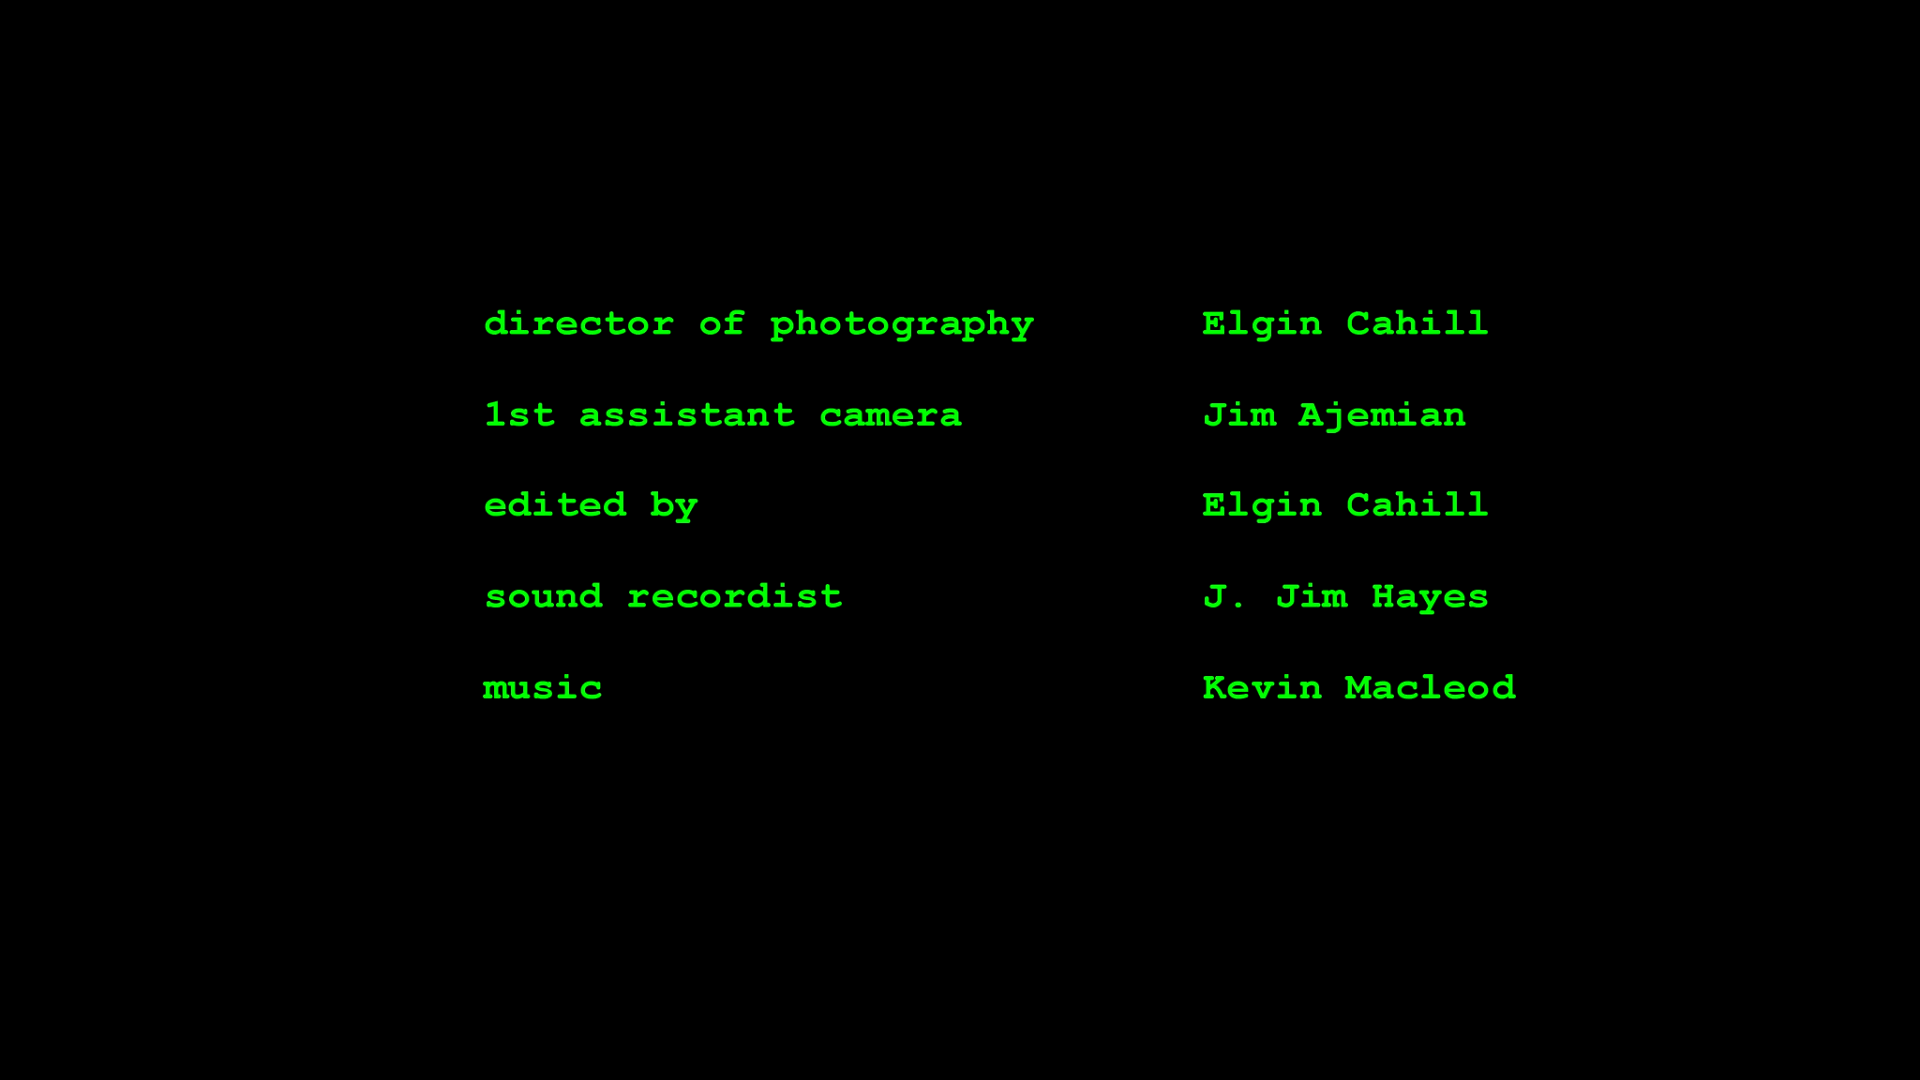 director of photography Elgin Cahill
1st assistant camera Jim Ajemian
edited by Elgin Cahill
sound recordist J. Jim Hayes
music Kevin Macleod